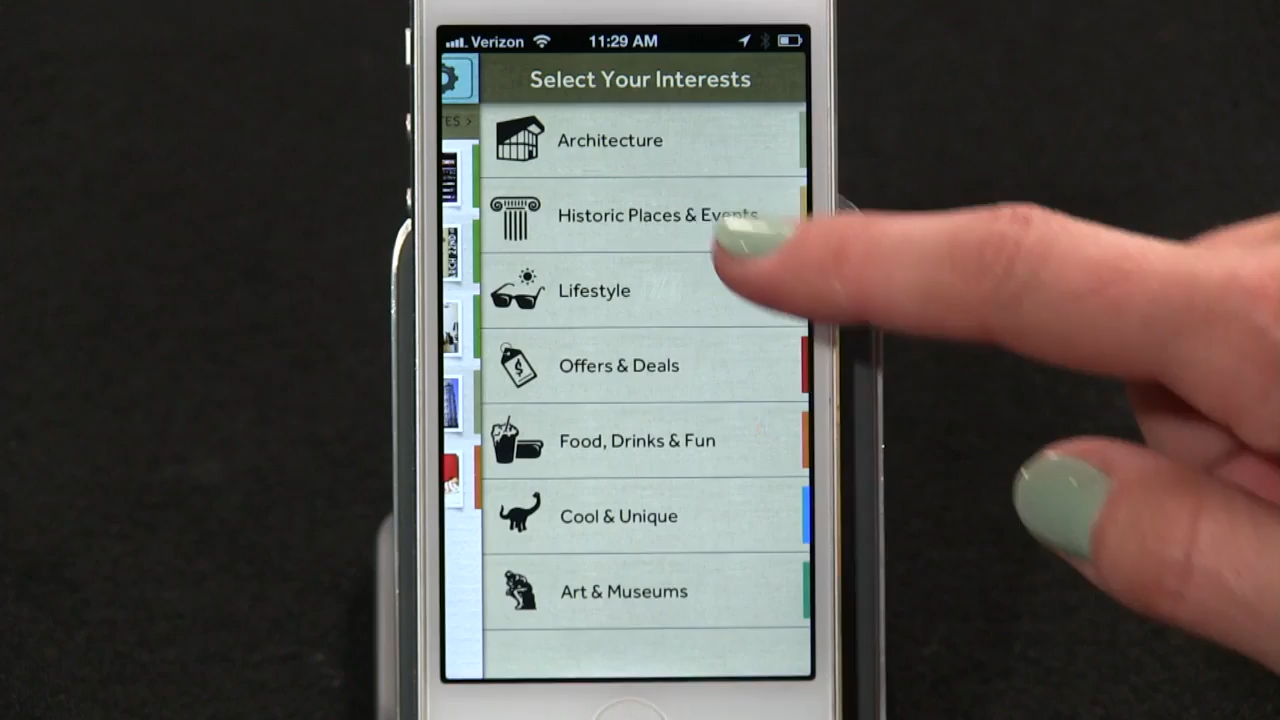 Verizon 11:29 AM
Select Your Interests
TES >
Architecture
Historic Places & Events
Lifestyle
$
Offers & Deals
Food, Drinks & Fun
Cool & Unique
Art & Museums